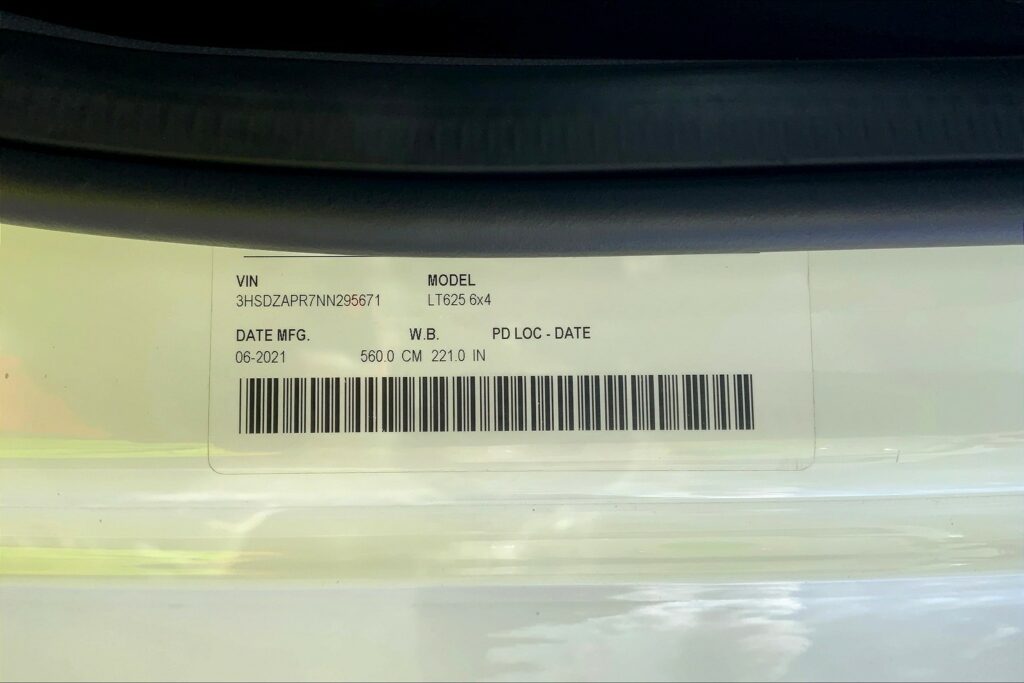 VIN MODEL
3HSDZAPR7NN295671 LT625 6x4
DATE MFG. W.B. PD LOC - DATE
06-2021 560.0 CM 221.0 IN